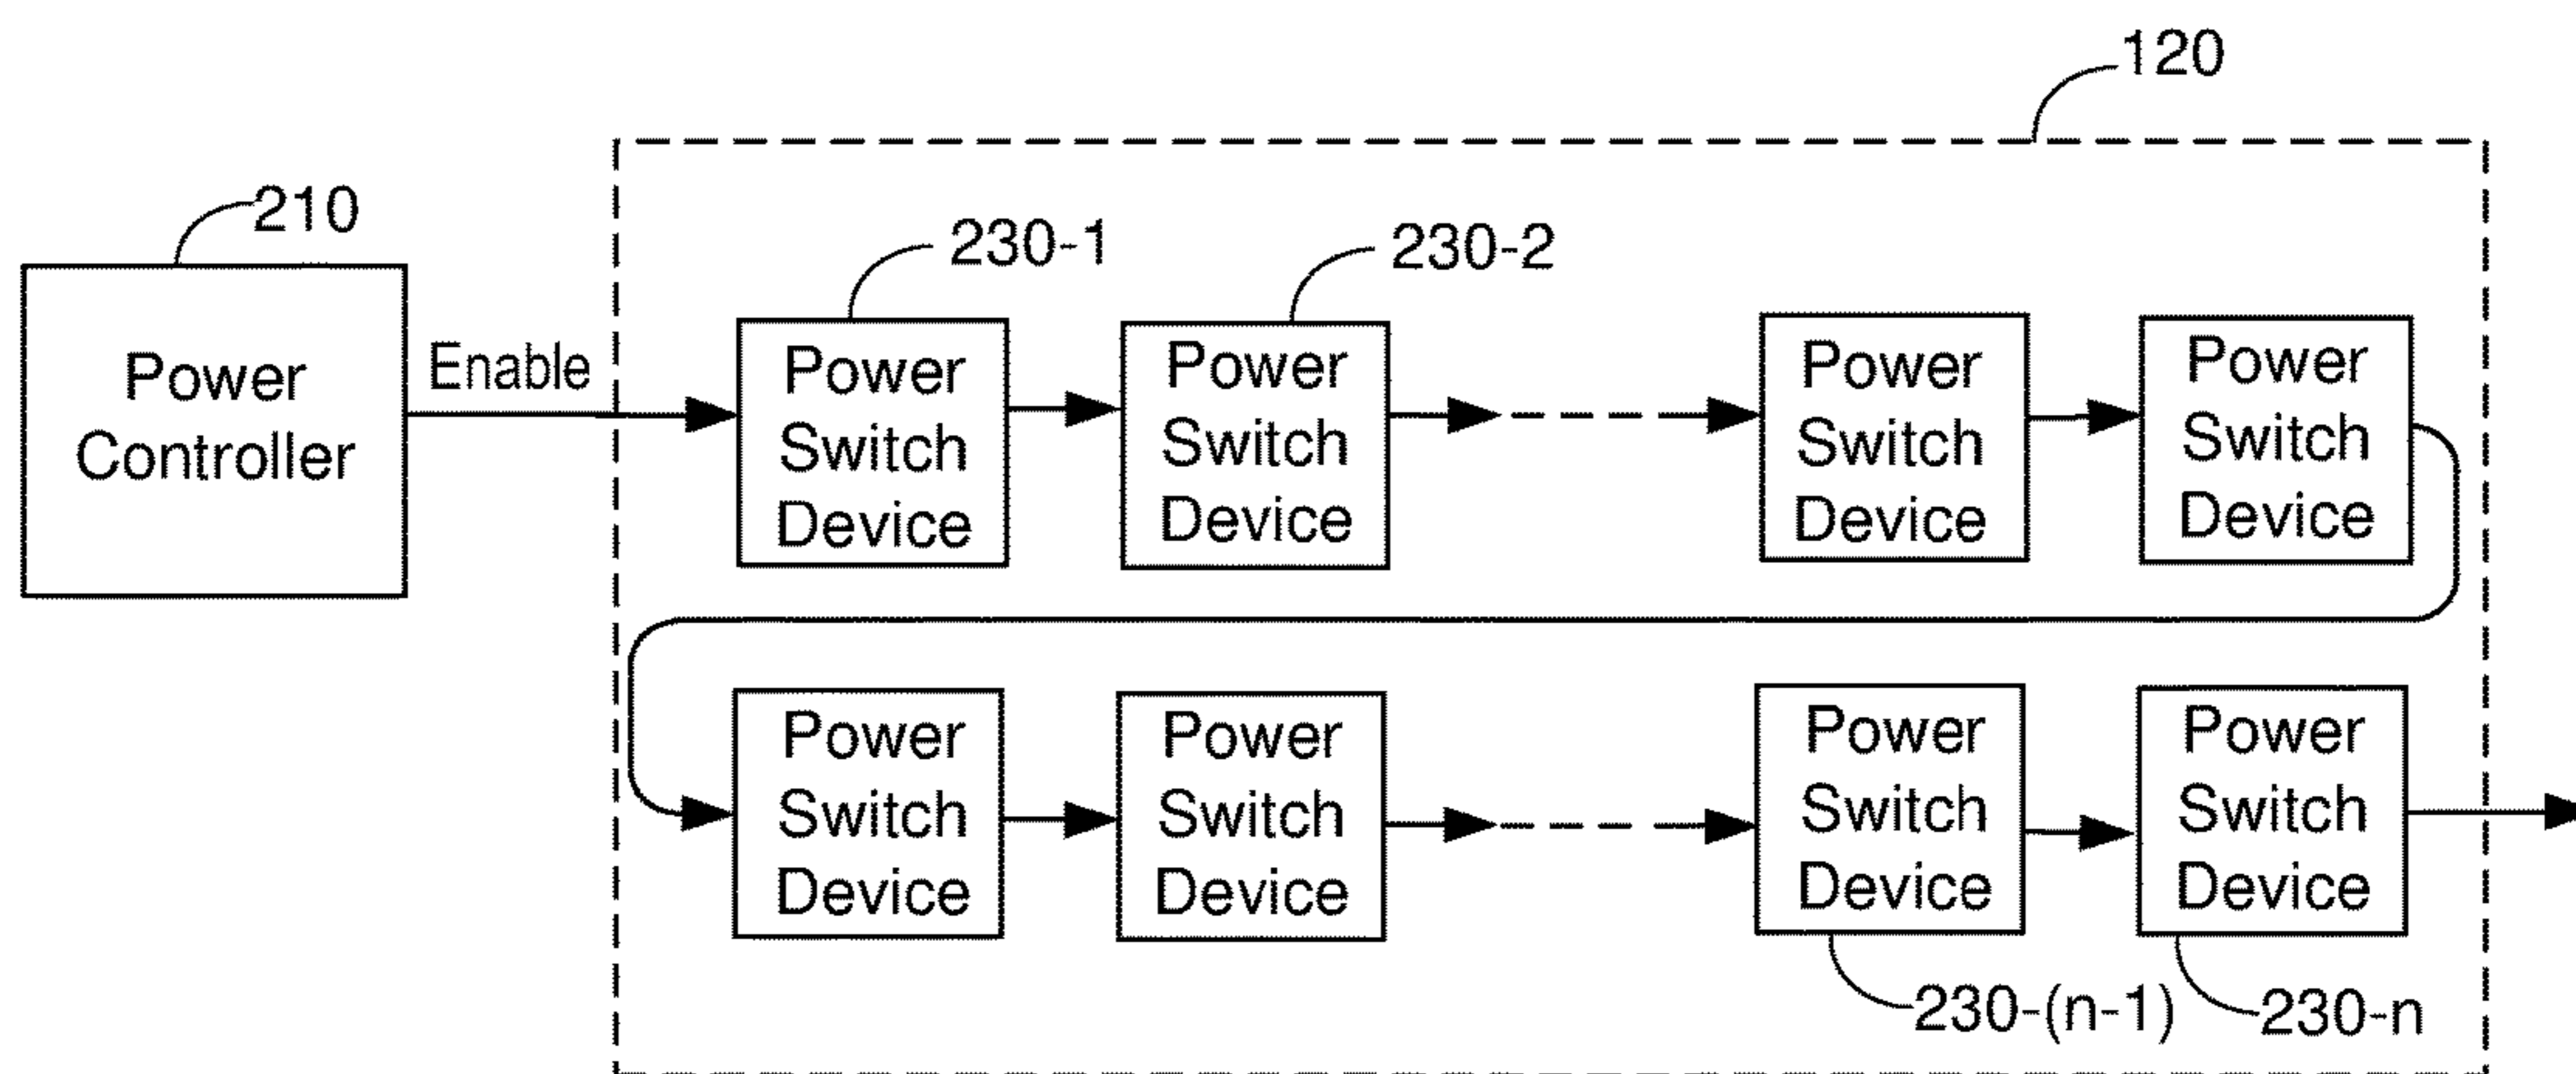 120
210
230-1
230-2
Power
Controller
Enable
Power
Switch
Device
Power
Switch
Device
Power
Switch
Device
Power
Switch
Device
Power
Switch
Device
Power
Switch
Device
Power
Switch
Device
Power
Switch
Device
230-(n-1)
230-n